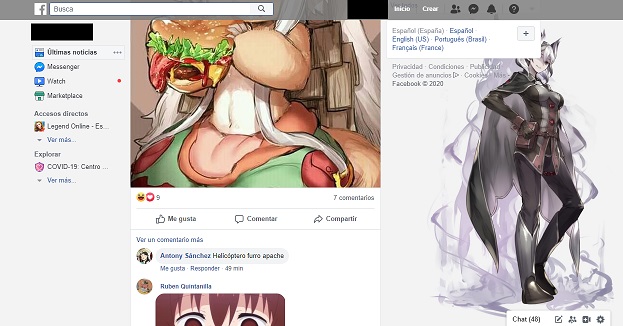 f Busca
Inicio Crear
Últimas noticias
Messenger
Watch
Marketplace
Accesos directos
Legend Online - Es...
Ver más...
Explorar
COVID-19: Centro ...
Ver más...
9
7 comentarios
Me gusta Comentar Compartir
Ver un comentario más
Antony Sánchez Helicóptero furro apache
Me gusta · Responder · 49 min
Ruben Quintanilla
Español (España) · Español
English (US) · Português (Brasil) ·
Français (France)
Privacidad · Condiciones · Publicidad
Gestión de anuncios · Cookies · Más
Facebook © 2020
Chat (46)